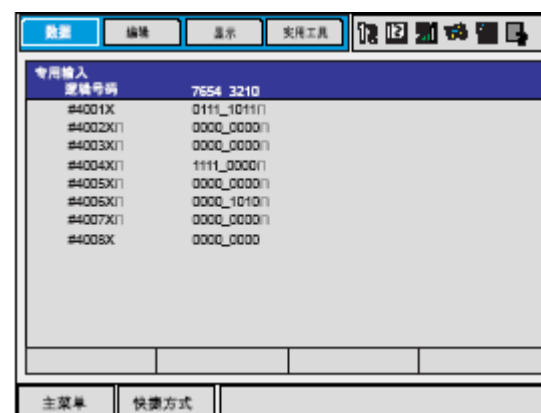 数据 编辑 显示 实用工具
专用输入
逻辑号码 7654 3210
#4001X 0111_1011
#4002X 0000_0000
#4003X 0000_0000
#4004X 1111_0000
#4005X 0000_0000
#4006X 0000_1010
#4007X 0000_0000
#4008X 0000_0000
主菜单 快捷方式